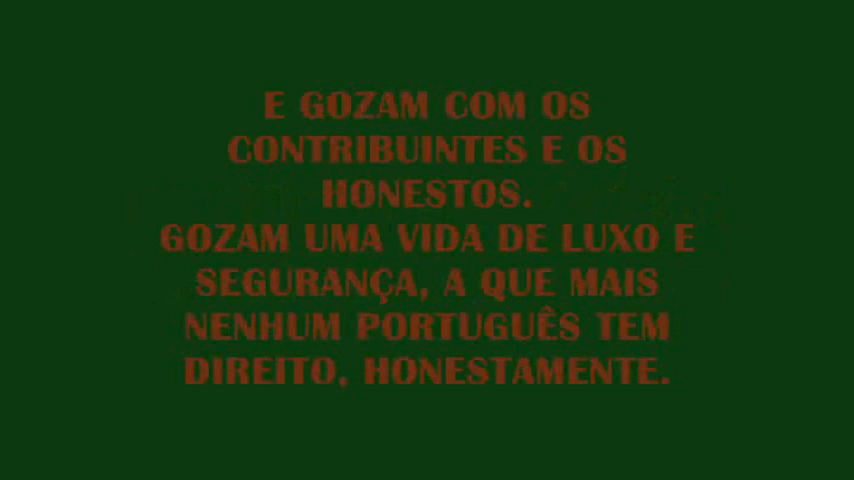 E GOZAM COM OS
CONTRIBUINTES E OS
HONESTOS.
GOZAM UMA VIDA DE LUXO E
SEGURANÇA, A QUE MAIS
NENHUM PORTUGUÊS TEM
DIREITO, HONESTAMENTE.